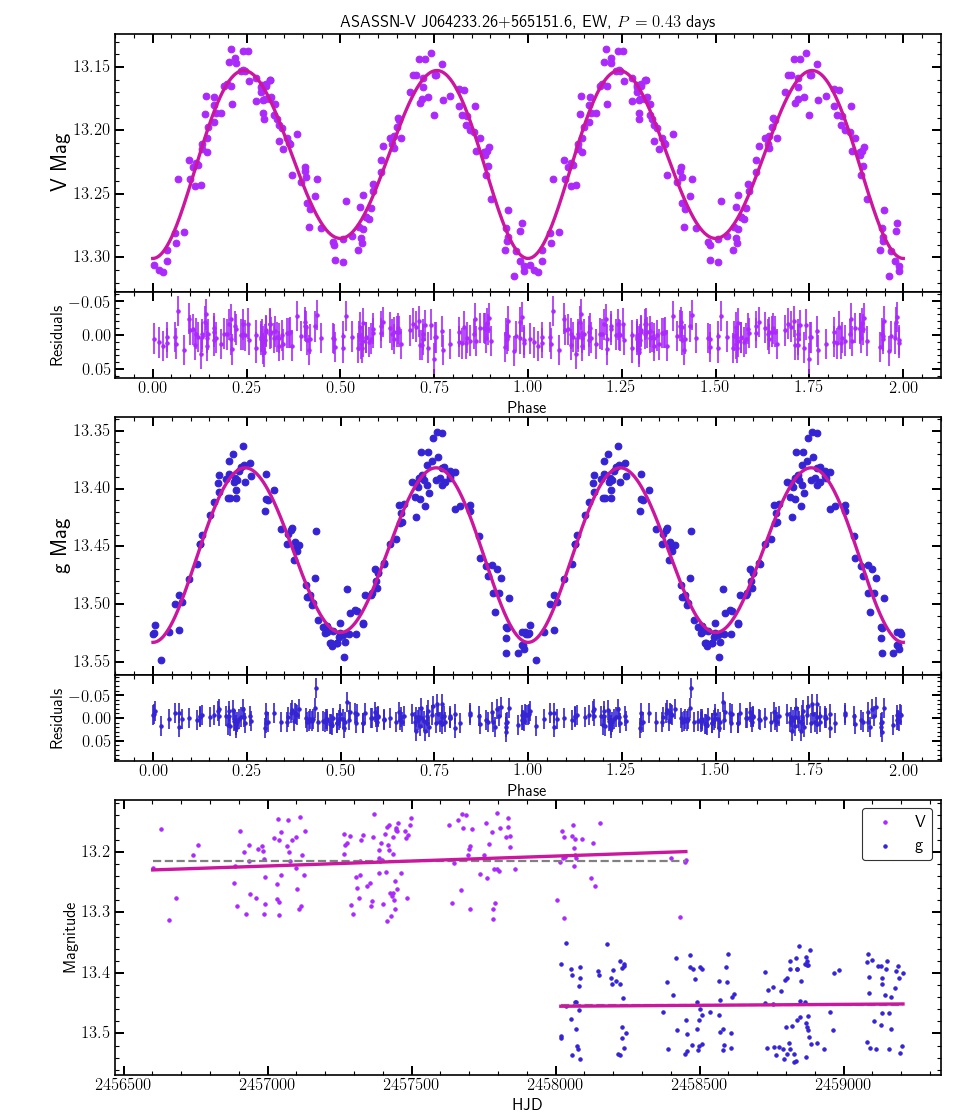 ASASSN-V J064233.26+565151.6, EW, P = 0.43 days
V Mag
13.15
13.20
13.25
13.30
Residuals
−0.05
0.00
0.05
0.00 0.25 0.50 0.75 1.00 1.25 1.50 1.75 2.00
Phase
g Mag
13.35
13.40
13.45
13.50
13.55
Residuals
−0.05
0.00
0.05
0.00 0.25 0.50 0.75 1.00 1.25 1.50 1.75 2.00
Phase
Magnitude
13.2
13.3
13.4
13.5
V
g
2456500 2457000 2457500 2458000 2458500 2459000
HJD